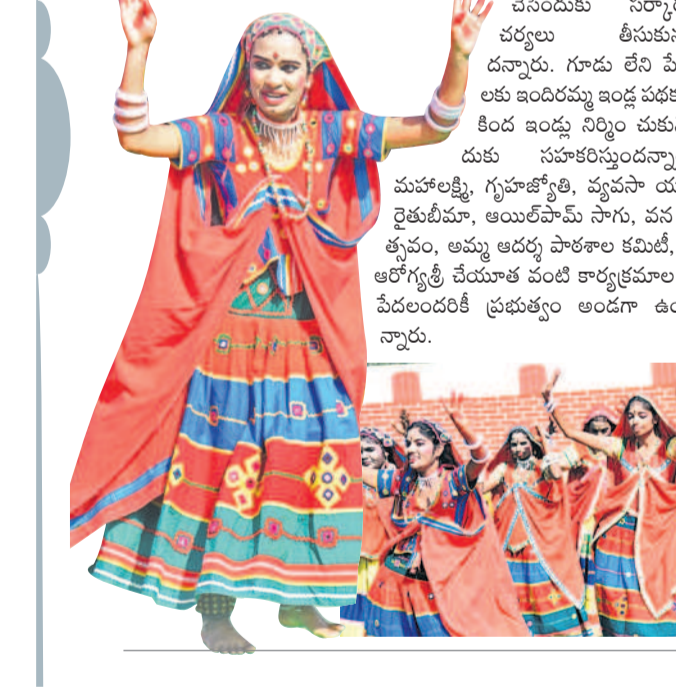 చర్యలు తీసుకు
దన్నారు. గూడు లేని పే
లకు ఇందిరమ్మ ఇండ్ల పథక
కింద ఇండ్లు నిర్మిం చుకు
దుకు సహకరిస్తుందన్నా
మహాలక్ష్మి, గృహజ్యోతి, వ్యవసా య
రైతుబీమా, ఆయిల్‌పామ్ సాగు, వన
త్సవం, అమ్మ ఆదర్శ పాఠశాల కమిటీ,
ఆరోగ్యశ్రీ చేయూత వంటి కార్యక్రమాల
పేదలందరికీ ప్రభుత్వం అండగా ఉం
న్నారు.